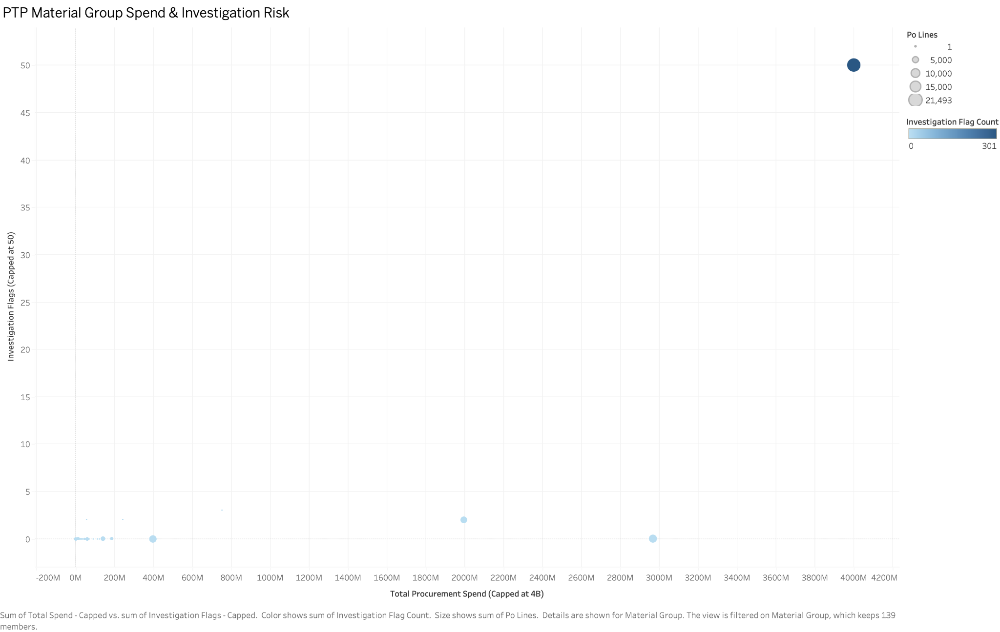 PTP Material Group Spend & Investigation Risk
Po Lines
1
5,000
10,000
15,000
21,493
Investigation Flag Count
0 301
Investigation Flags (Capped at 50)
50
45
40
35
30
25
20
15
10
5
0
-200M 0M 200M 400M 600M 800M 1000M 1200M 1400M 1600M 1800M 2000M 2200M 2400M 2600M 2800M 3000M 3200M 3400M 3600M 3800M 4000M 4200M
Total Procurement Spend (Capped at 4B)
Sum of Total Spend - Capped vs. sum of Investigation Flags - Capped. Color shows sum of Investigation Flag Count. Size shows sum of Po Lines. Details are shown for Material Group. The view is filtered on Material Group, which keeps 139
members.